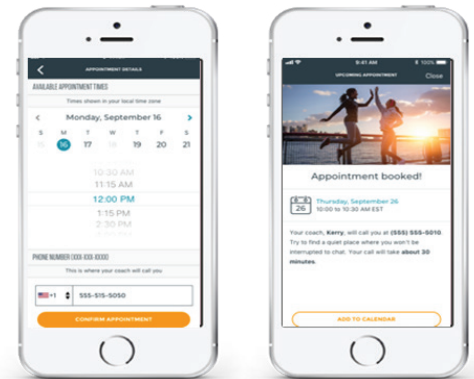 APPOINTMENT DETAILS
AVAILABLE APPOINTMENT TIMES
Times shown in your local time zone
< Monday, September 16 >
S M T W T F S
15 16 17 18 19 20 21
10:30 AM
11:15 AM
12:00 PM
1:15 PM
2:30 PM
PHONE NUMBER (XXX-XXX-XXXX)
This is where your coach will call you
+1 555-515-5050
CONFIRM APPOINTMENT
9:41 AM 100%
UPCOMING APPOINTMENT Close
Appointment booked!
26
Thursday, September 26
10:00 to 10:30 AM EST
Your coach, Kerry, will call you at (555) 555-5010.
Try to find a quiet place where you won't be
interrupted to chat. Your call will take about 30
minutes.
ADD TO CALENDAR